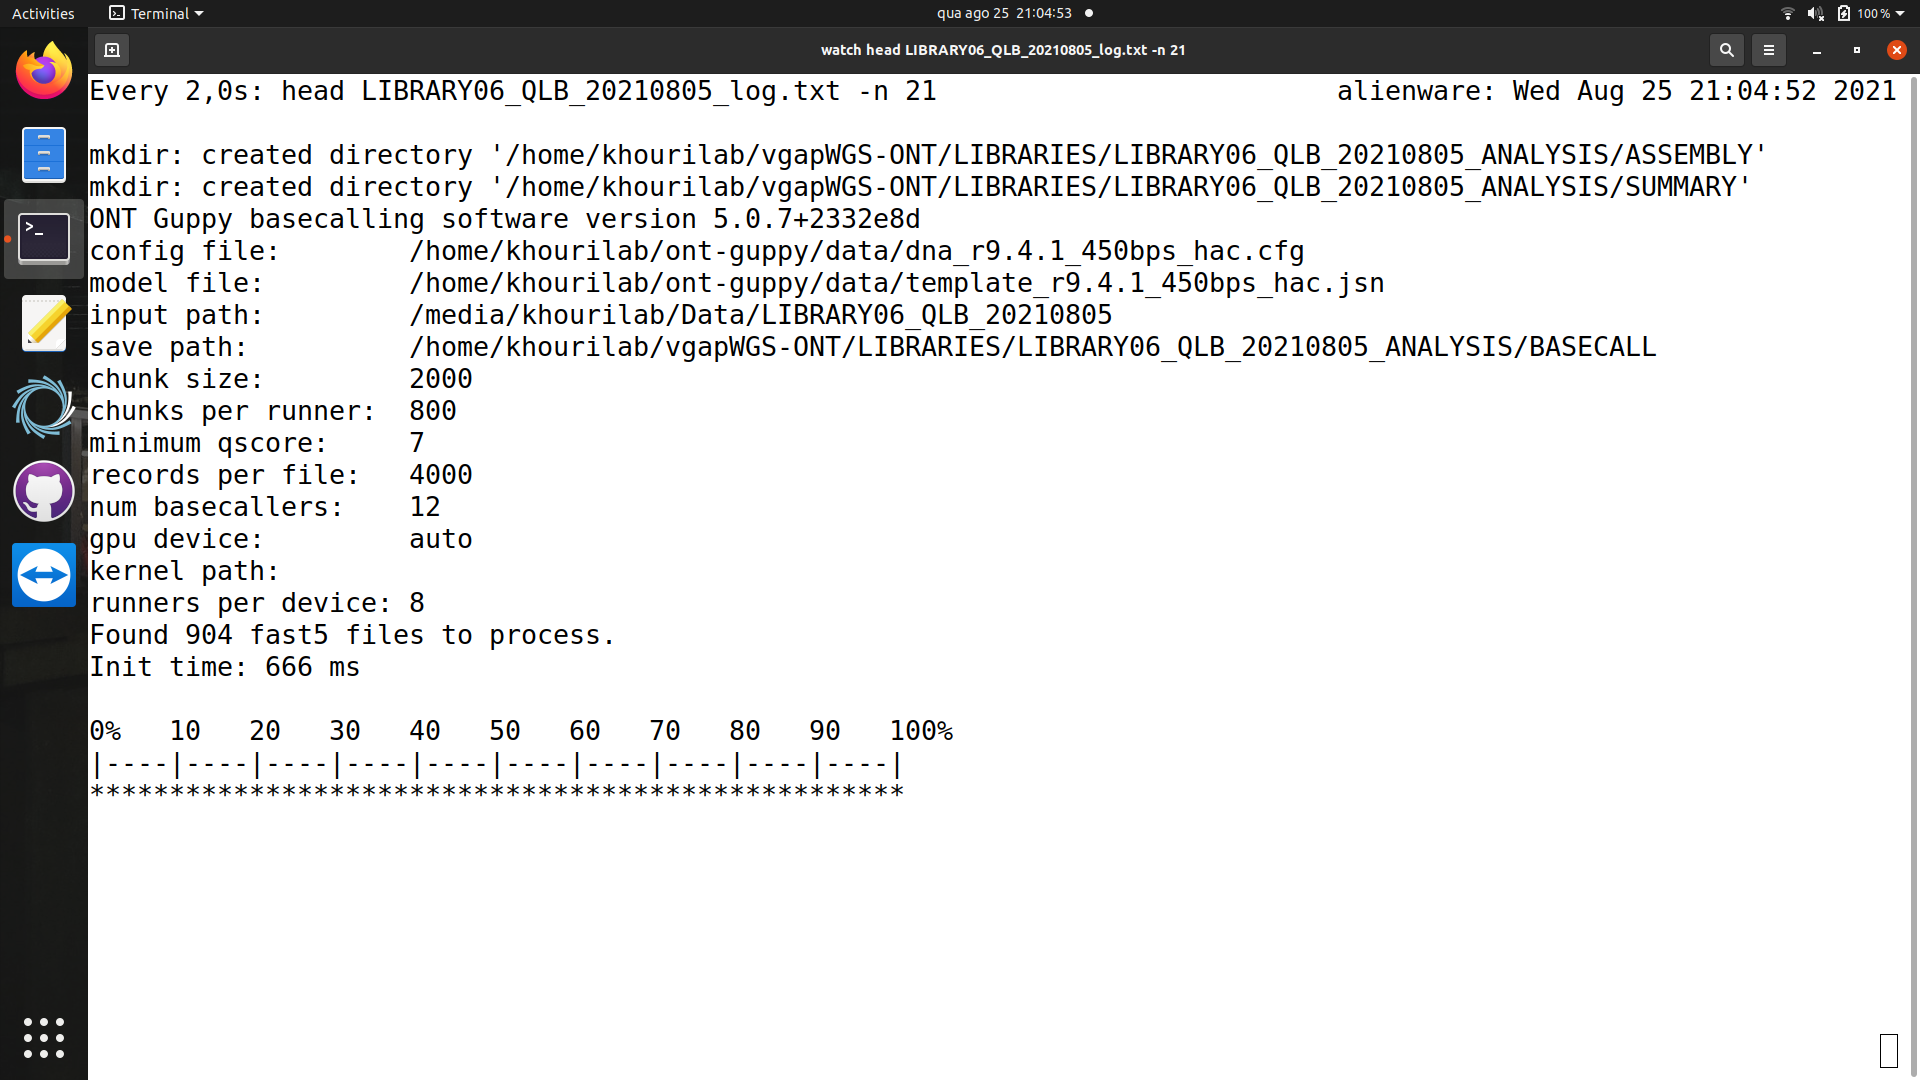 Activities Terminal qua ago 25 21:04:53 100 %
watch head LIBRARY06_QLB_20210805_log.txt -n 21
Every 2,0s: head LIBRARY06_QLB_20210805_log.txt -n 21 alienware: Wed Aug 25 21:04:52 2021
mkdir: created directory '/home/khourilab/vgapWGS-ONT/LIBRARIES/LIBRARY06_QLB_20210805_ANALYSIS/ASSEMBLY'
mkdir: created directory '/home/khourilab/vgapWGS-ONT/LIBRARIES/LIBRARY06_QLB_20210805_ANALYSIS/SUMMARY'
ONT Guppy basecalling software version 5.0.7+2332e8d
config file: /home/khourilab/ont-guppy/data/dna_r9.4.1_450bps_hac.cfg
model file: /home/khourilab/ont-guppy/data/template_r9.4.1_450bps_hac.jsn
input path: /media/khourilab/Data/LIBRARY06_QLB_20210805
save path: /home/khourilab/vgapWGS-ONT/LIBRARIES/LIBRARY06_QLB_20210805_ANALYSIS/BASECALL
chunk size: 2000
chunks per runner: 800
minimum qscore: 7
records per file: 4000
num basecallers: 12
gpu device: auto
kernel path:
runners per device: 8
Found 904 fast5 files to process.
Init time: 666 ms
0% 10 20 30 40 50 60 70 80 90 100%
|----|----|----|----|----|----|----|----|----|----|
***************************************************